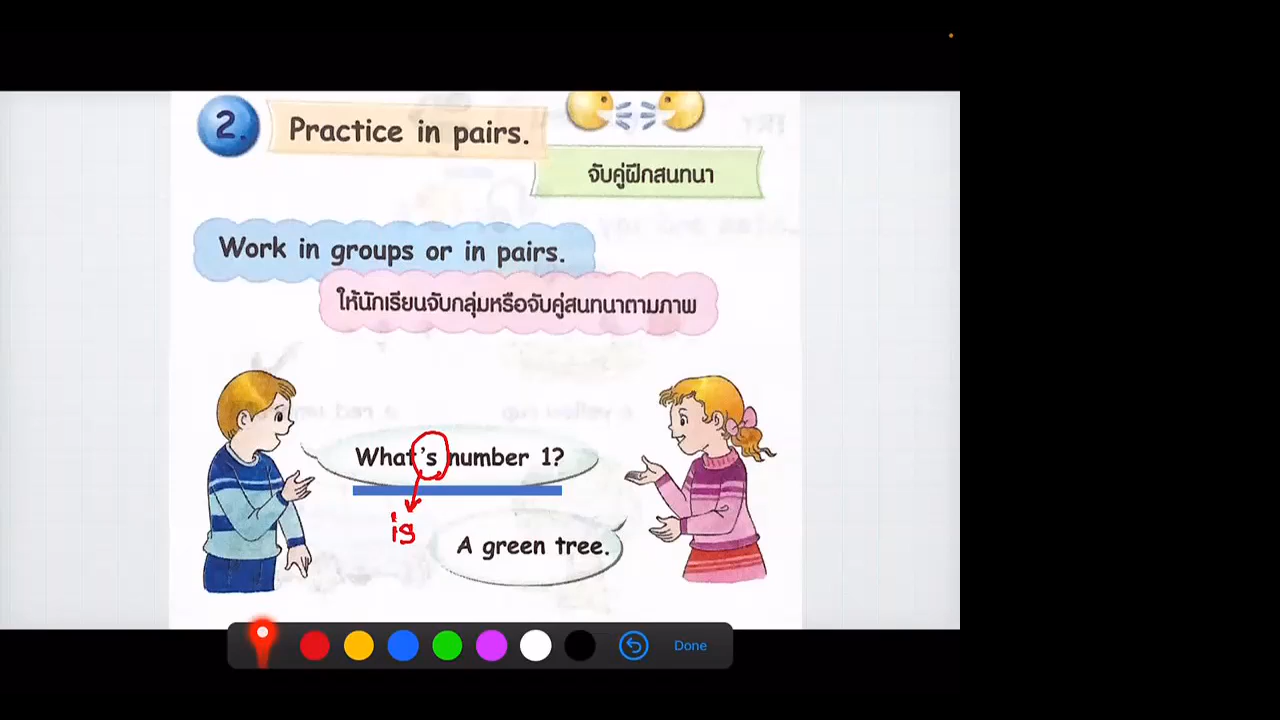 2.
Practice in pairs.
จับคู่ฝึกสนทนา
Work in groups or in pairs.
ให้นักเรียนจับกลุ่มหรือจับคู่สนทนาตามภาพ
What's number 1?
is
A green tree.
Done